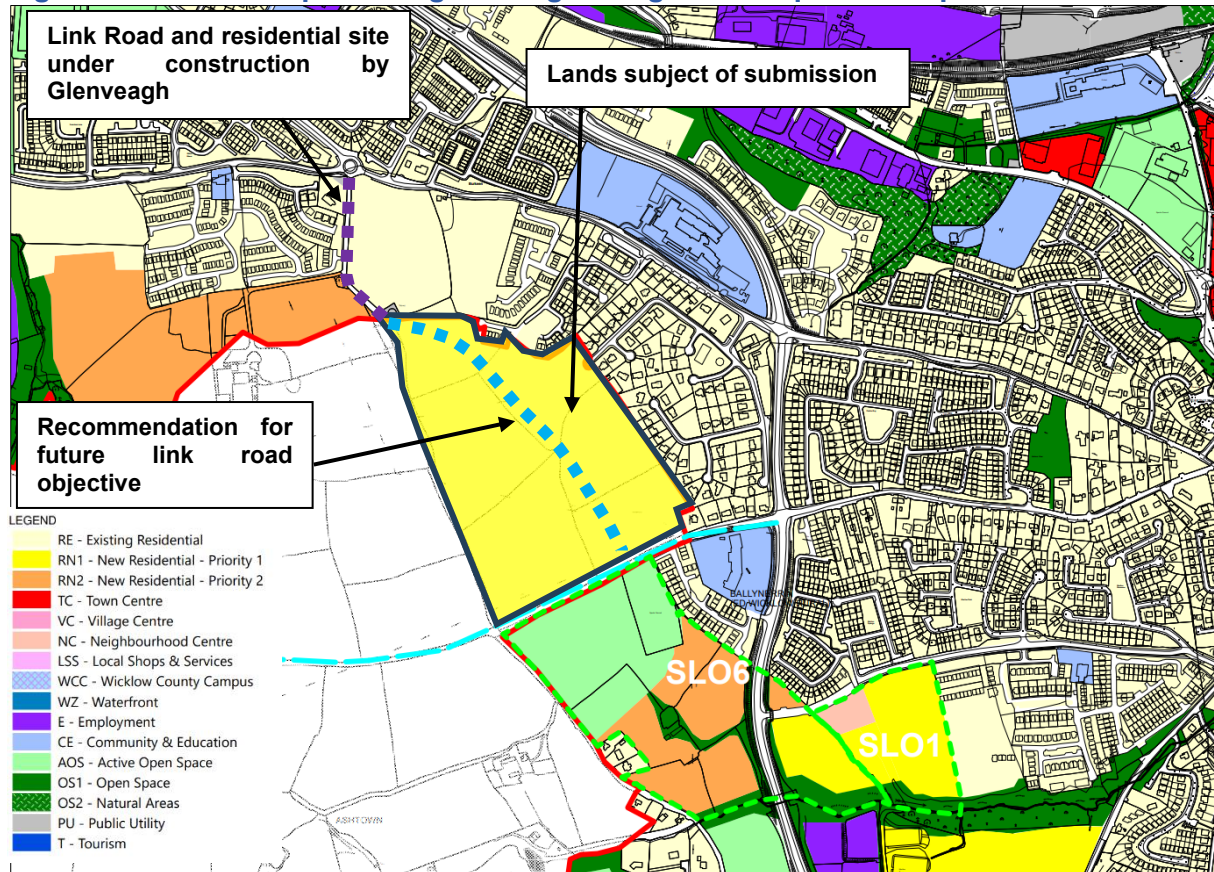 Link Road and residential site
under construction by
Glenveagh
Lands subject of submission
Recommendation for
future link road
objective
LEGEND
RE - Existing Residential
RN1 - New Residential - Priority 1
RN2 - New Residential - Priority 2
TC - Town Centre
VC - Village Centre
NC - Neighbourhood Centre
LSS - Local Shops & Services
WCC - Wicklow County Campus
WZ - Waterfront
E - Employment
CE - Community & Education
AOS - Active Open Space
OS1 - Open Space
OS2 - Natural Areas
PU - Public Utility
T - Tourism
SLO6
SLO1
ASHTOWN